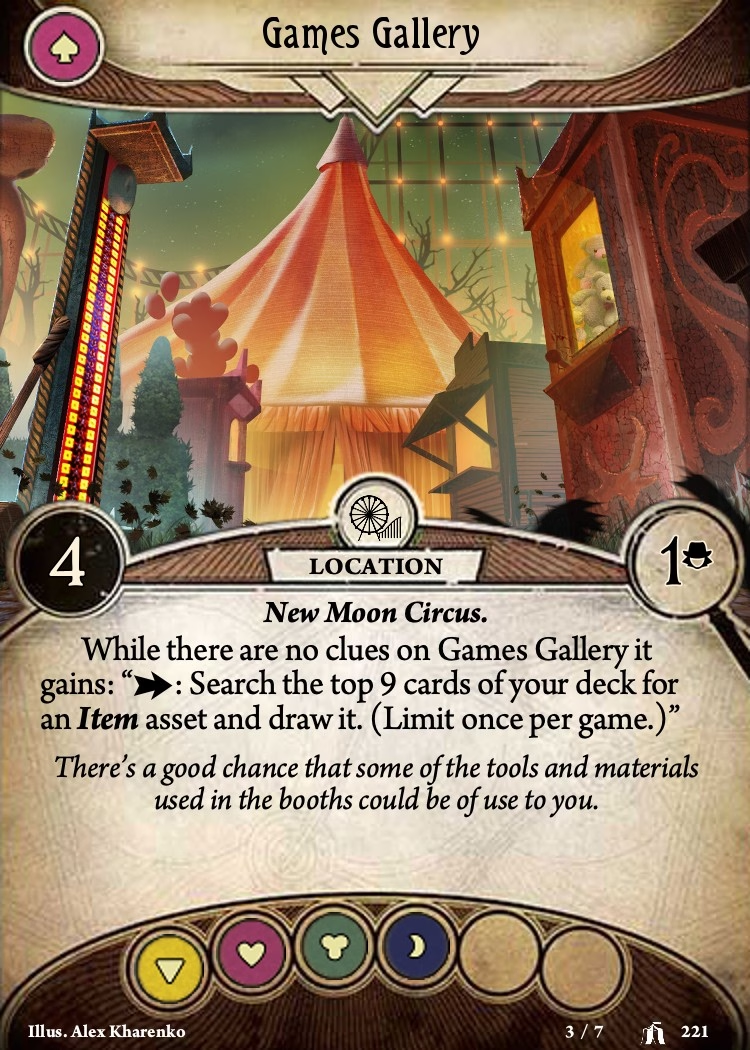 Games Gallery
4
1
LOCATION
New Moon Circus.
While there are no clues on Games Gallery it
gains: “ : Search the top 9 cards of your deck for
an Item asset and draw it. (Limit once per game.)”
There’s a good chance that some of the tools and materials
used in the booths could be of use to you.
Illus. Alex Kharenko
3 / 7
221